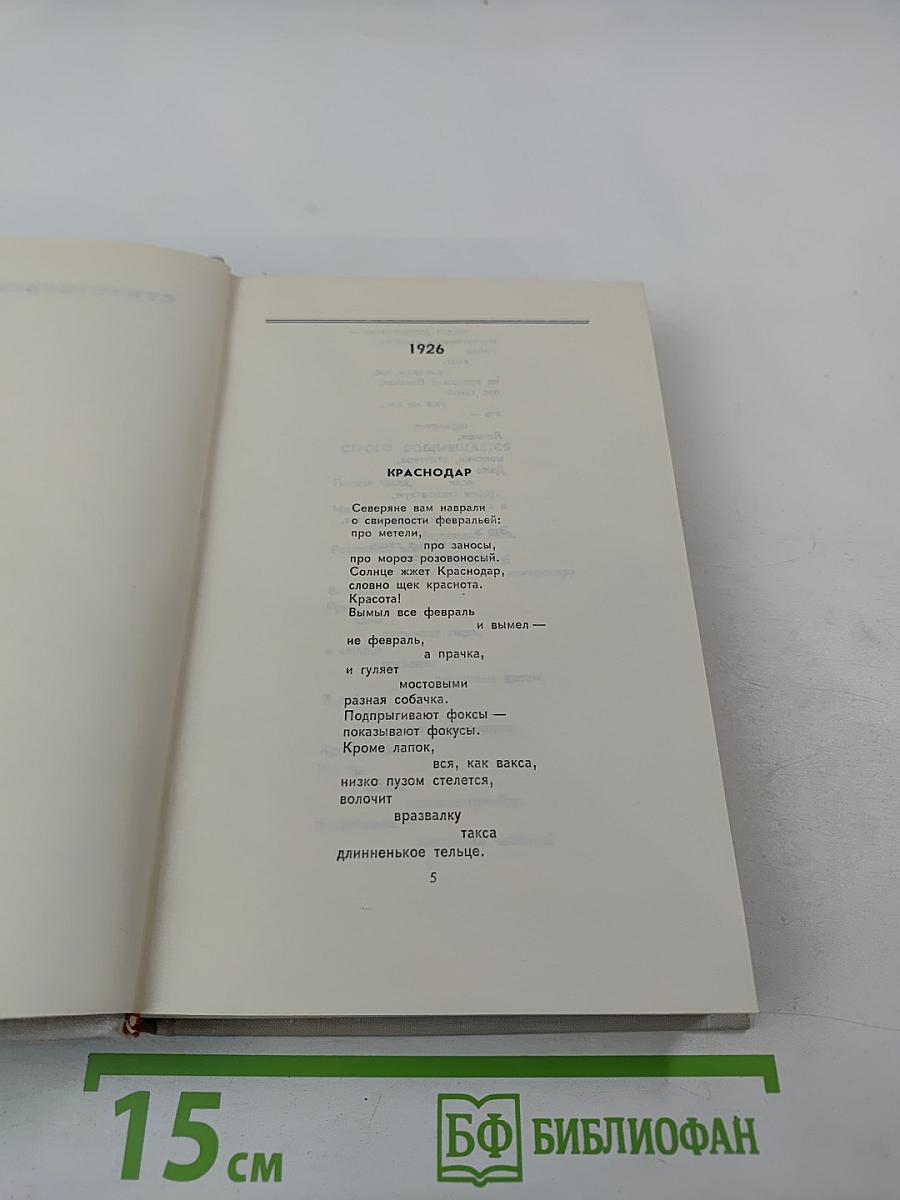 1926
КРАСНОДАР
Северяне вам наврали
о свирепости февральей:
про метели,
про заносы,
про мороз розовоносый.
Солнце жжет Краснодар,
словно щек краснота.
Красота!
Вымыл все февраль
и вымел —
не февраль,
а прачка,
и гуляет
мостовыми
разная собачка.
Подпрыгивают фоксы —
показывают фокусы.
Кроме лапок,
вся, как вакса,
низко пузом стелется,
волочит
вразвалку
такса
длинненькое тельце.
5
15 см
БФ БИБЛИОФАН